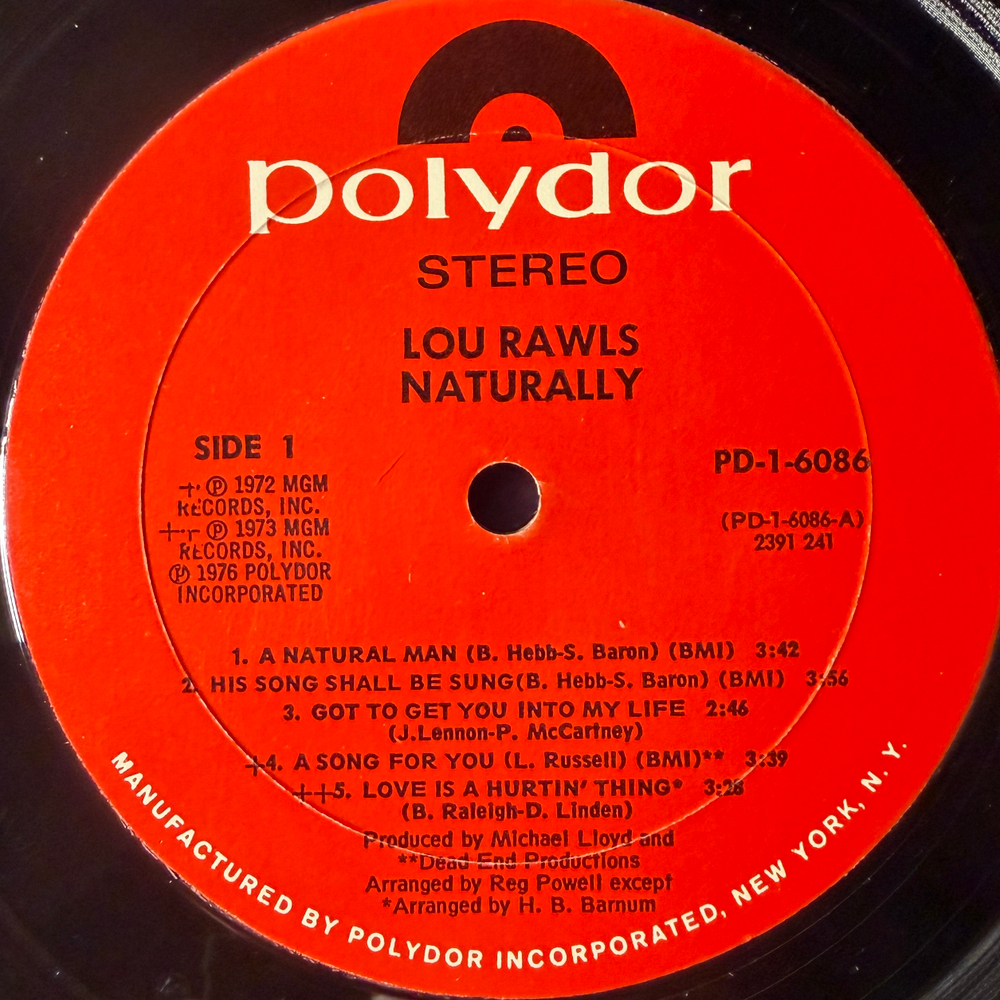 polydor
STEREO
LOU RAWLS
NATURALLY
SIDE 1
+ ℗ 1972 MGM
RECORDS, INC.
++ ℗ 1973 MGM
RECORDS, INC.
℗ 1976 POLYDOR
INCORPORATED
PD-1-6086
(PD-1-6086-A)
2391 241
1. A NATURAL MAN (B. Hebb-S. Baron) (BMI) 3:42
2. HIS SONG SHALL BE SUNG(B. Hebb-S. Baron) (BMI) 3:56
3. GOT TO GET YOU INTO MY LIFE 2:46
(J.Lennon-P. McCartney)
+4. A SONG FOR YOU (L. Russell) (BMI)** 3:39
++5. LOVE IS A HURTIN' THING* 3:28
(B. Raleigh-D. Linden)
Produced by Michael Lloyd and
**Dead End Productions
Arranged by Reg Powell except
*Arranged by H. B. Barnum
MANUFACTURED BY POLYDOR INCORPORATED, NEW YORK, N. Y.